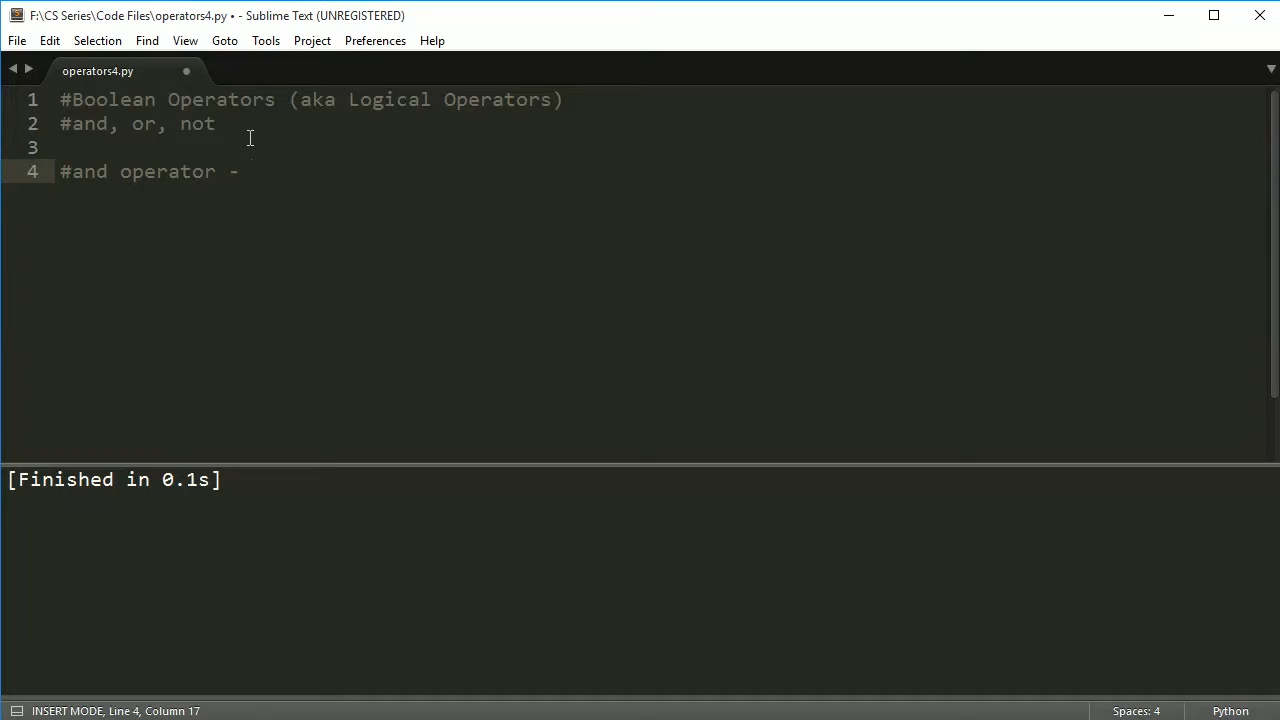 F:\CS Series\Code Files\operators4.py • - Sublime Text (UNREGISTERED)
File Edit Selection Find View Goto Tools Project Preferences Help
operators4.py
1 #Boolean Operators (aka Logical Operators)
2 #and, or, not
3
4 #and operator -
[Finished in 0.1s]
INSERT MODE, Line 4, Column 17 Spaces: 4 Python